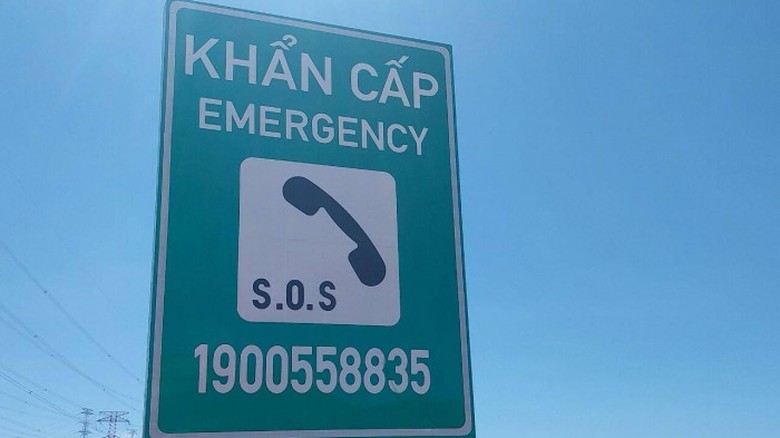 KHẨN CẤP
EMERGENCY
S.O.S
1900558835